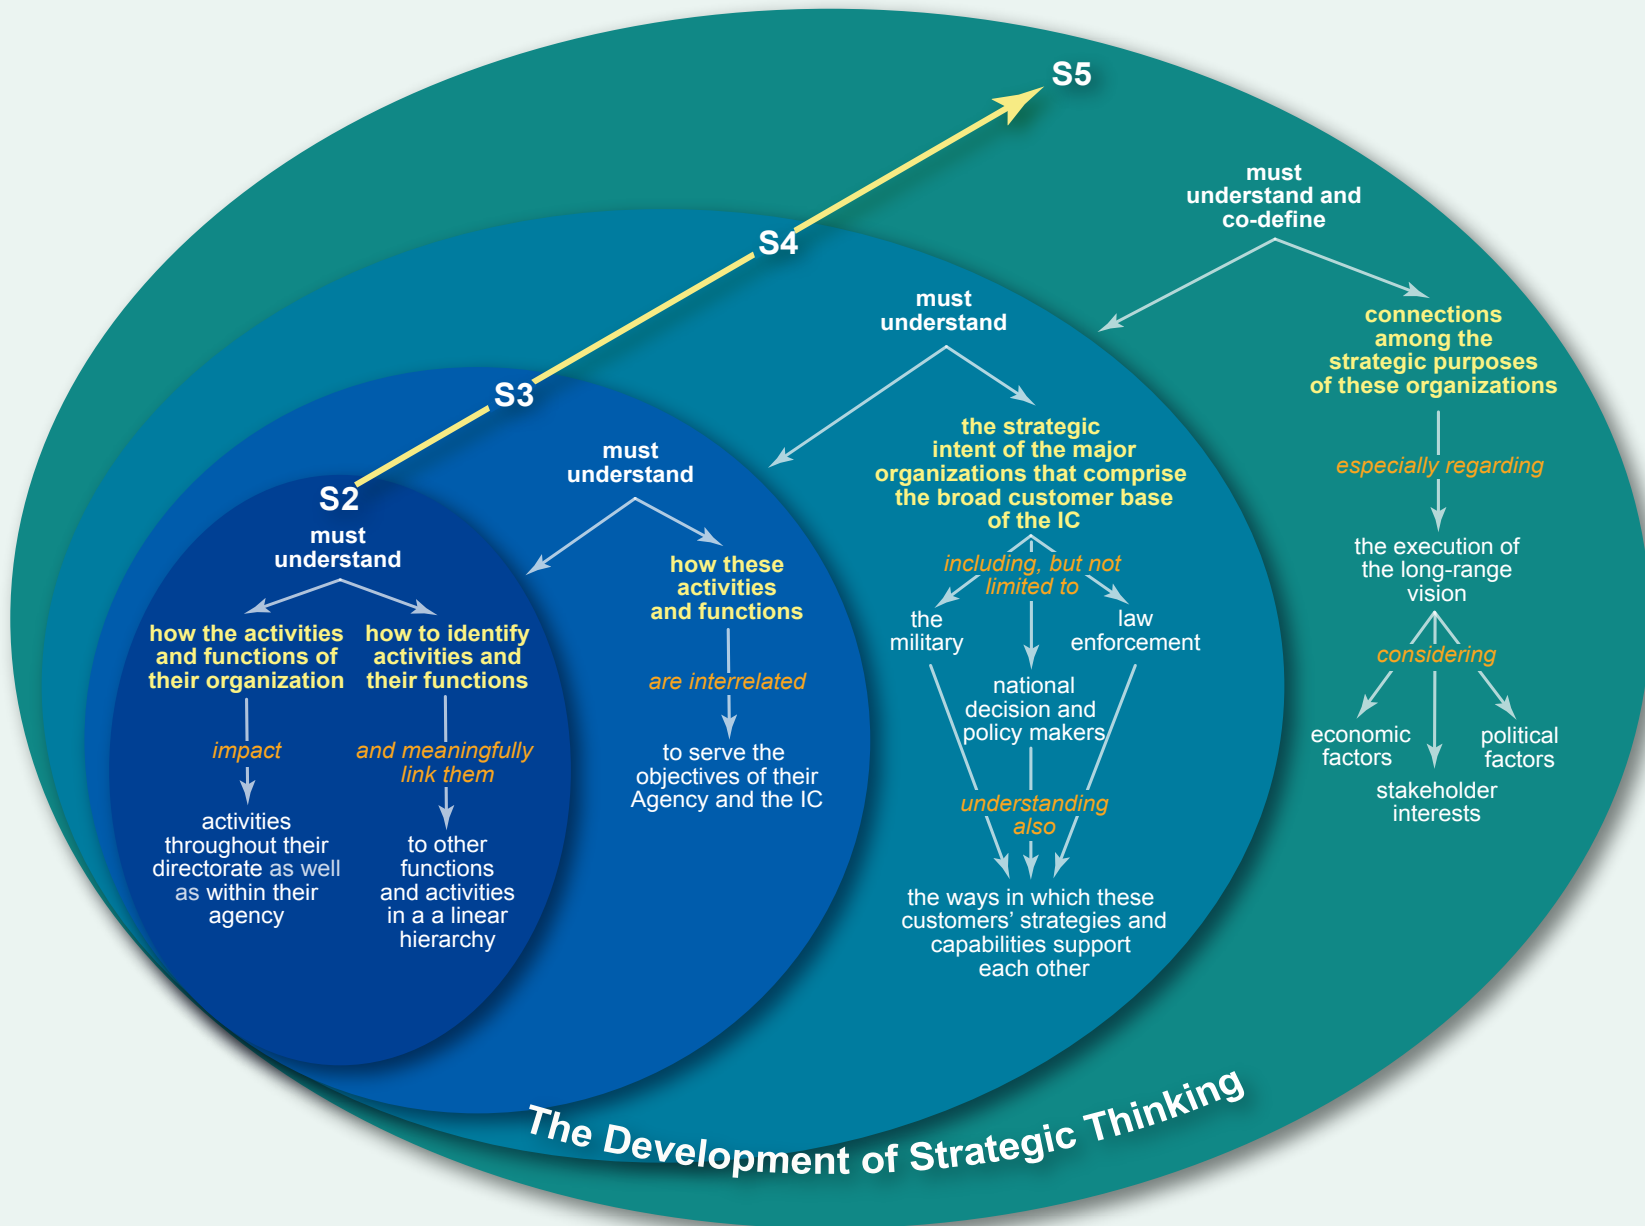 S5
must
understand and
co-define
connections
among the
strategic purposes
of these organizations
especially regarding
the execution of
the long-range
vision
considering
economic
factors
stakeholder
interests
political
factors
S4
must
understand
the strategic
intent of the major
organizations that comprise
the broad customer base
of the IC
including, but not
limited to
the
military
national
decision and
policy makers
law
enforcement
understanding
also
the ways in which these
customers’ strategies and
capabilities support
each other
S3
must
understand
how these
activities
and functions
are interrelated
to serve the
objectives of their
Agency and the IC
S2
must
understand
how the activities
and functions of
their organization
impact
activities
throughout their
directorate as well
as within their
agency
how to identify
activities and
their functions
and meaningfully
link them
to other
functions
and activities
in a a linear
hierarchy
The Development of Strategic Thinking